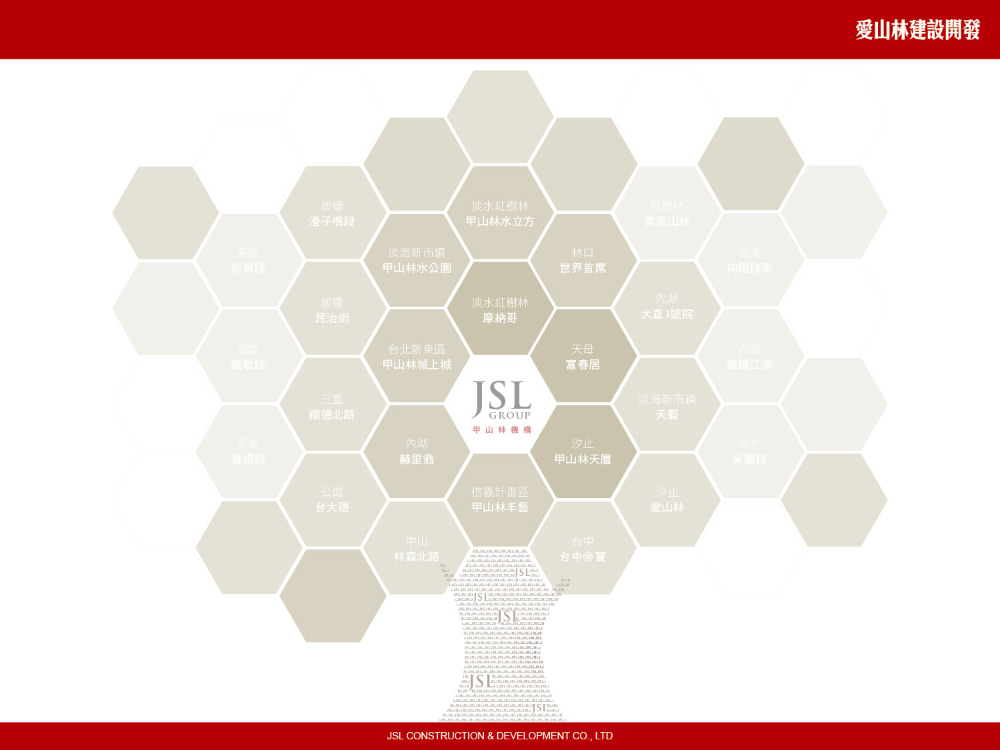 愛山林建設開發
板橋
港子嘴段
淡水紅樹林
甲山林水立方
紅樹林
美泉山林
高雄
新興段
淡海新市鎮
甲山林水公園
林口
世界首席
南港
向陽段案
板橋
民治街
淡水紅樹林
摩納哥
內湖
大直1號院
高雄
凱歌段
台北新東區
甲山林城上城
天母
富春居
內湖
凱薩江南
三重
福德北路
JSL
GROUP
甲山林機構
淡海新市鎮
天藝
屏東
香揚段
內湖
赫里翁
汐止
甲山林天廈
淡水
米蘭段
公館
台大隱
信義計畫區
甲山林丰藝
汐止
愛山林
中山
林森北路
台中
台中帝寶
JSL
JSL
JSL
JSL
JSL
JSL CONSTRUCTION & DEVELOPMENT CO., LTD